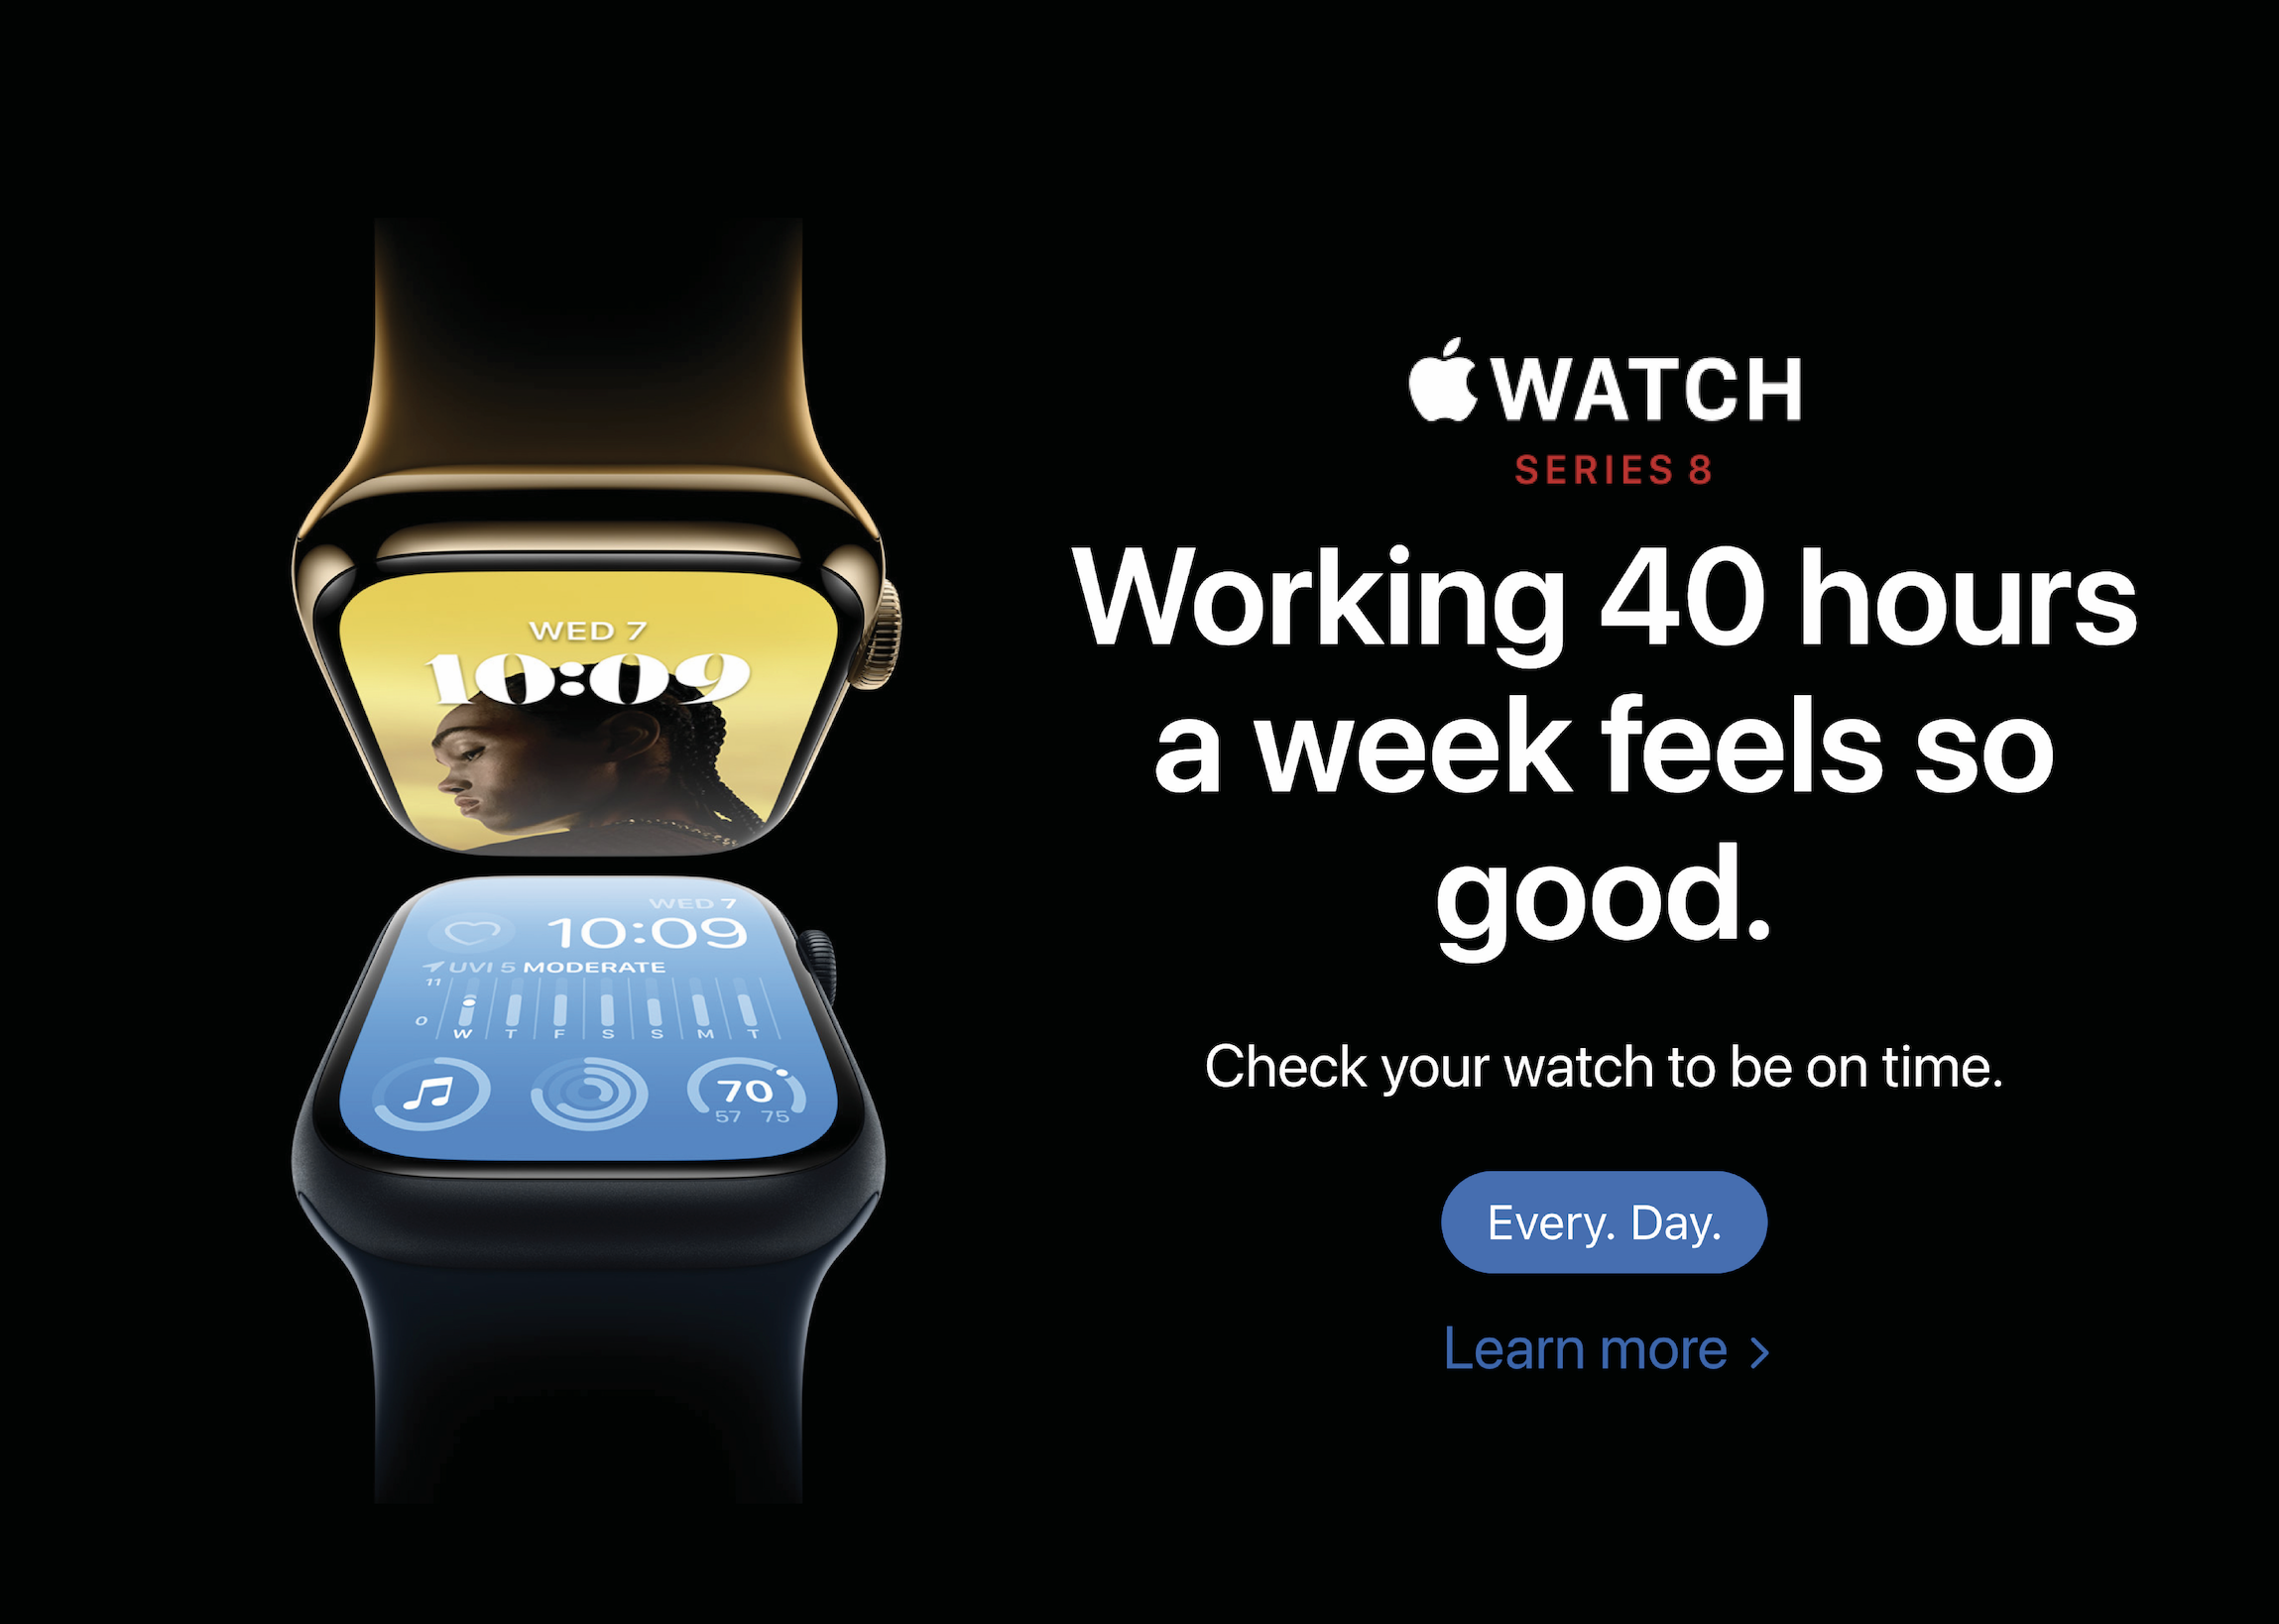 WED 7
10:09
WED 7
10:09
UVI 5 MODERATE
11
0
W T F S S M T
70
57 75
WATCH
SERIES 8
Working 40 hours
a week feels so
good.
Check your watch to be on time.
Every. Day.
Learn more >